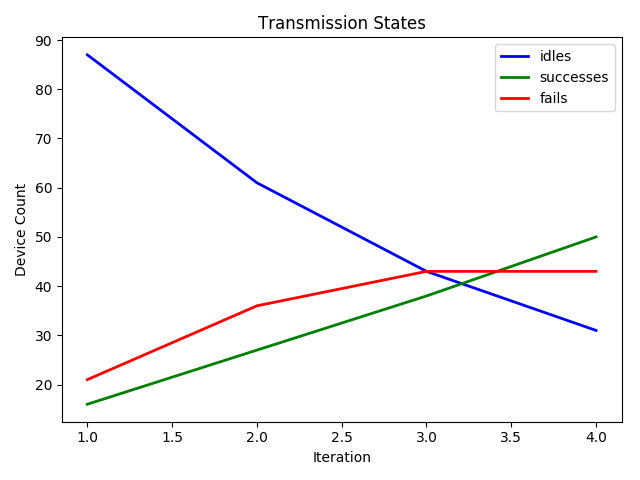 Transmission States
90
80
70
60
50
40
30
20
Device Count
idles
successes
fails
1.0 1.5 2.0 2.5 3.0 3.5 4.0
Iteration